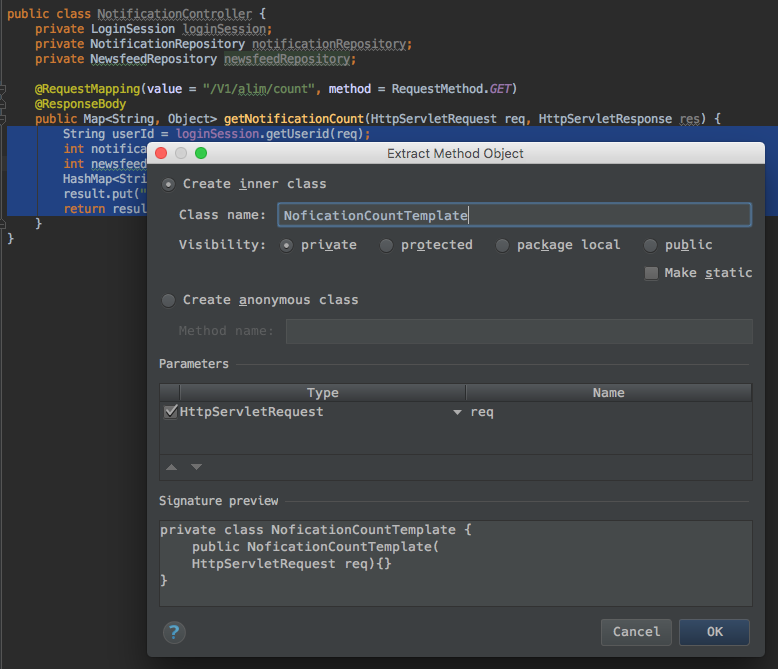 public class NotificationController {
private LoginSession loginSession;
private NotificationRepository notificationRepository;
private NewsfeedRepository newsfeedRepository;
@RequestMapping(value = "/V1/alim/count", method = RequestMethod.GET)
@ResponseBody
public Map<String, Object> getNotificationCount(HttpServletRequest req, HttpServletResponse res) {
String userId = loginSession.getUserid(req);
int notifica
int newsfeed
HashMap<Stri
result.put("
return resul
}
}
Extract Method Object
Create inner class
Class name: NoficationCountTemplate
Visibility: private protected package local public
Make static
Create anonymous class
Method name:
Parameters
Type Name
HttpServletRequest req
Signature preview
private class NoficationCountTemplate {
public NoficationCountTemplate(
HttpServletRequest req){}
}
? Cancel OK